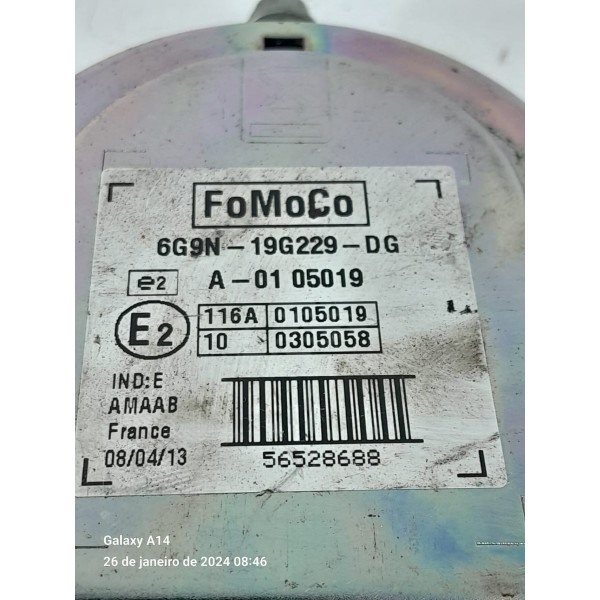 FoMoCo
6G9N-19G229-DG
e2 A-01 05019
E2 116A 0105019
10 0305058
IND:E
AMAAB
France
08/04/13 56528688
Galaxy A14
26 de janeiro de 2024 08:46